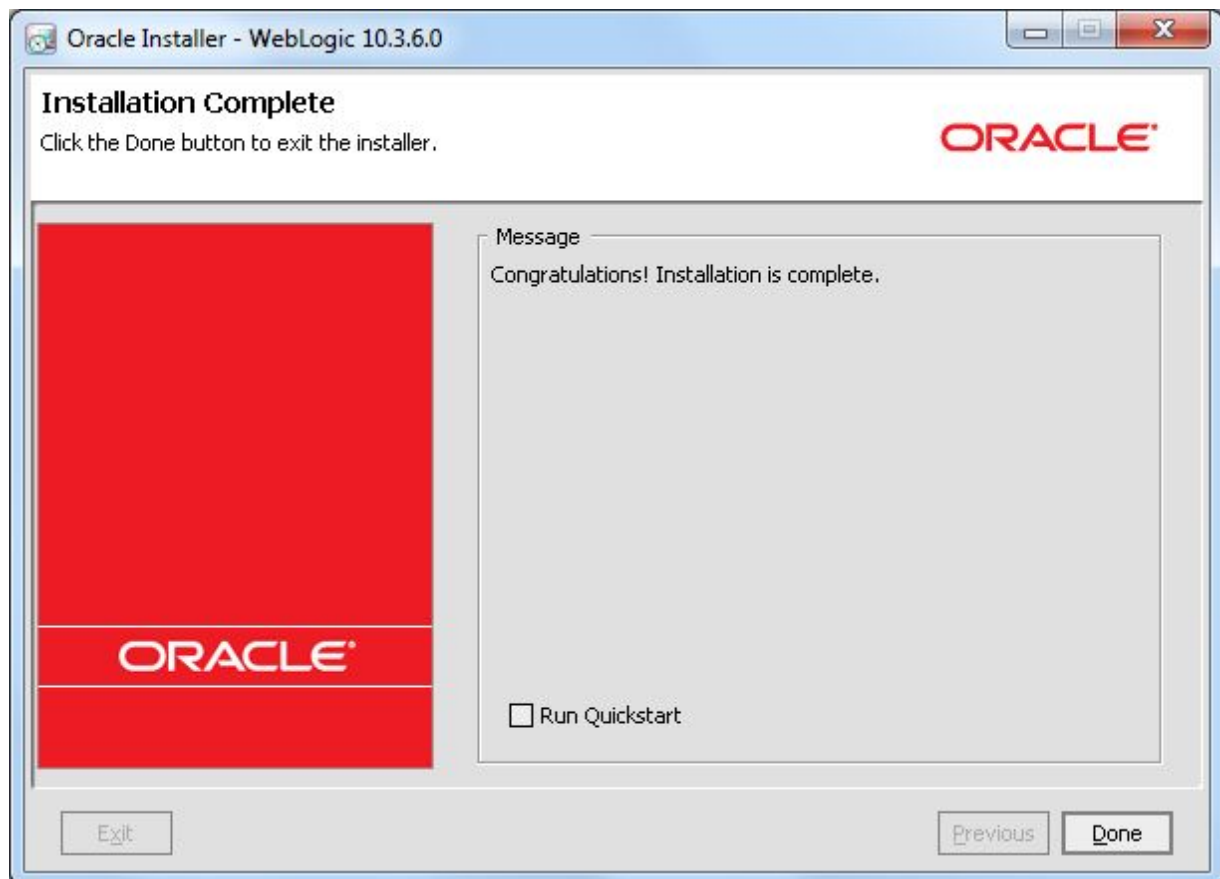 Oracle Installer - WebLogic 10.3.6.0
Installation Complete
Click the Done button to exit the installer.
ORACLE
Message
Congratulations! Installation is complete.
ORACLE
Run Quickstart
Exit
Previous
Done